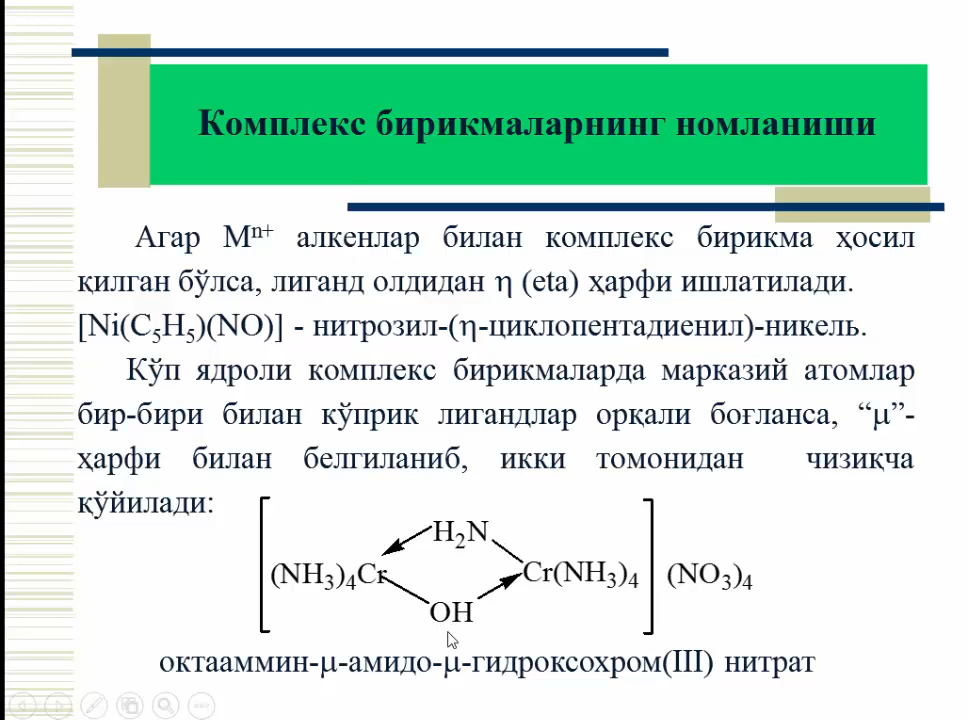 Комплекс бирикмаларнинг номланиши
Агар Mⁿ⁺ алкенлар билан комплекс бирикма ҳосил
қилган бўлса, лиганд олдидан η (eta) ҳарфи ишлатилади.
[Ni(C₅H₅)(NO)] - нитрозил-(η-циклопентадиенил)-никель.
Кўп ядроли комплекс бирикмаларда марказий атомлар
бир-бири билан кўприк лигандлар орқали боғланса, “μ”-
ҳарфи билан белгиланиб, икки томонидан чизиқча
қўйилади:
H₂N
(NH₃)₄Cr Cr(NH₃)₄ (NO₃)₄
OH
октааммин-μ-амидо-μ-гидроксохром(III) нитрат